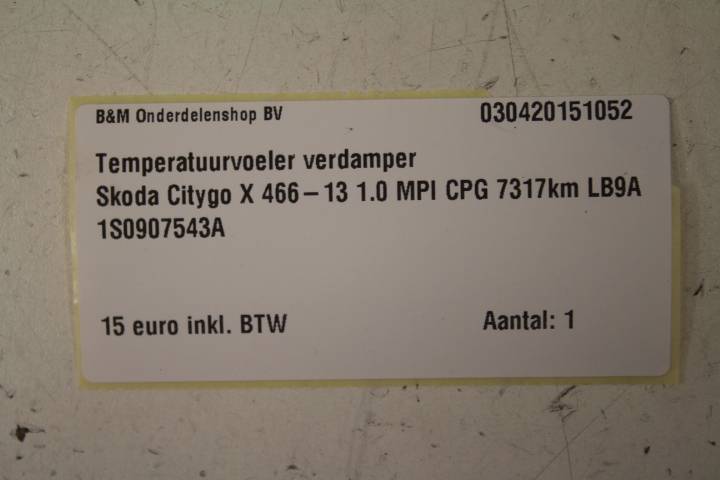 B&M Onderdelenshop BV 030420151052
Temperatuurvoeler verdamper
Skoda Citygo X 466-13 1.0 MPI CPG 7317km LB9A
1S0907543A
15 euro inkl. BTW Aantal: 1